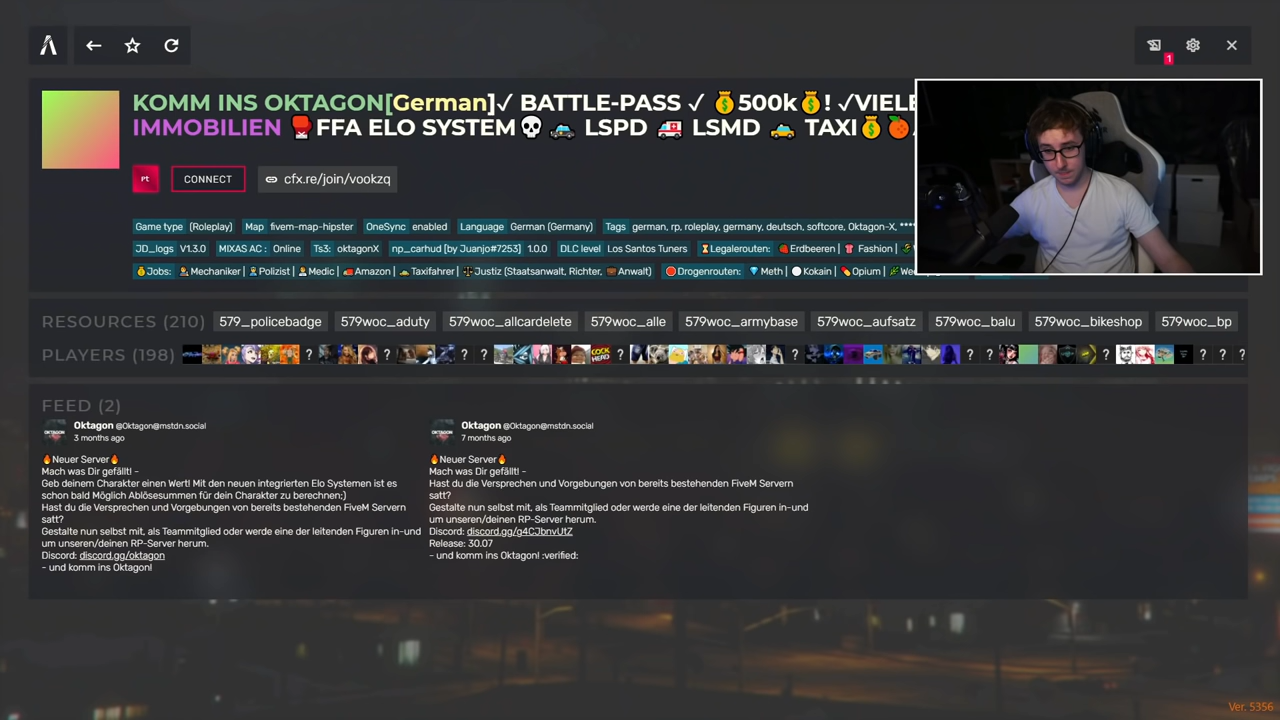 1
KOMM INS OKTAGON[German]✓ BATTLE-PASS ✓ 💰500k💰! ✓VIELE
IMMOBILIEN 🥊FFA ELO SYSTEM💀 🚓 LSPD 🚑 LSMD 🚕 TAXI💰🍊
Pt CONNECT cfx.re/join/vookzq
Game type (Roleplay) Map fivem-map-hipster OneSync enabled Language German (Germany) Tags german, rp, roleplay, germany, deutsch, softcore, Oktagon-X, ****
JD_logs V1.3.0 MIXAS AC : Online Ts3: oktagonX np_carhud [by Juanjo#7253] 1.0.0 DLC level Los Santos Tuners ⏳Legalerouten: 🍓Erdbeeren | 👚 Fashion |
💰Jobs: Mechaniker | Polizist | Medic | Amazon | Taxifahrer | Justiz (Staatsanwalt, Richter, 💼Anwalt) 🔴Drogenrouten: 💎 Meth | ⚪Kokain | 💊Opium |
RESOURCES (210) 579_policebadge 579woc_aduty 579woc_allcardelete 579woc_alle 579woc_armybase 579woc_aufsatz 579woc_balu 579woc_bikeshop 579woc_bp
PLAYERS (198) ? ? ? ? ? ? ? ? ? ? ? ? ?
FEED (2)
Oktagon @Oktagon@mstdn.social
3 months ago
🔥Neuer Server🔥
Mach was Dir gefällt! -
Geb deinem Charakter einen Wert! Mit den neuen integrierten Elo Systemen ist es
schon bald Möglich Ablösesummen für dein Charakter zu berechnen;)
Hast du die Versprechen und Vorgebungen von bereits bestehenden FiveM Servern
satt?
Gestalte nun selbst mit, als Teammitglied oder werde eine der leitenden Figuren in-und
um unseren/deinen RP-Server herum.
Discord: discord.gg/oktagon
- und komm ins Oktagon!
Oktagon @Oktagon@mstdn.social
7 months ago
🔥Neuer Server🔥
Mach was Dir gefällt! -
Hast du die Versprechen und Vorgebungen von bereits bestehenden FiveM Servern
satt?
Gestalte nun selbst mit, als Teammitglied oder werde eine der leitenden Figuren in-und
um unseren/deinen RP-Server herum.
Discord: discord.gg/g4CJbnvUtZ
Release: 30.07
- und komm ins Oktagon! :verified:
Ver. 5356